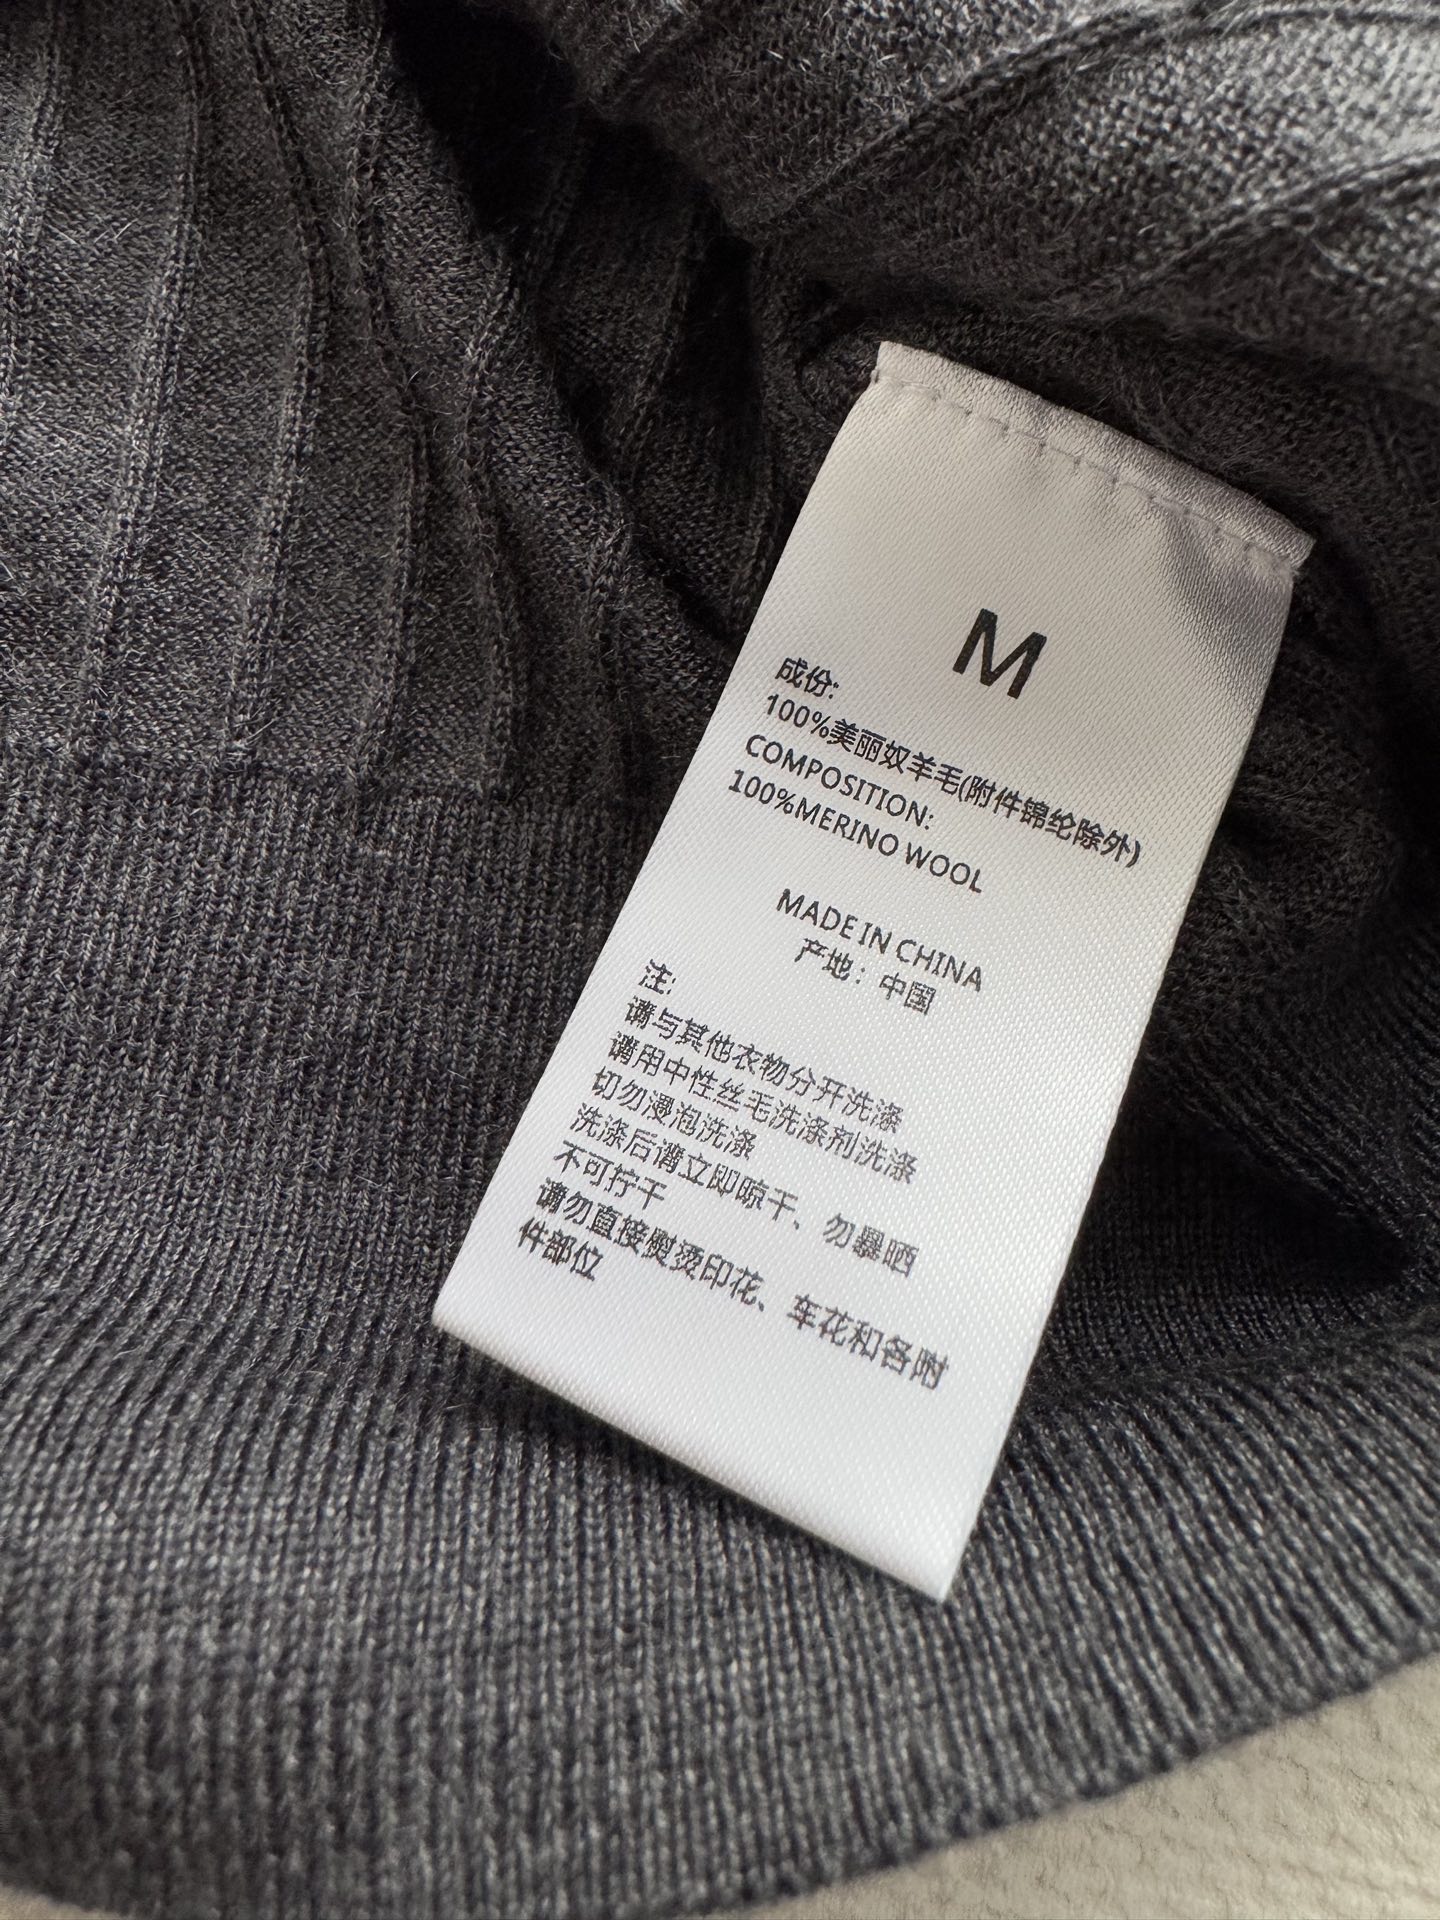 M
成份:
100%美丽奴羊毛(附件锦纶除外)
COMPOSITION:
100%MERINO WOOL
MADE IN CHINA
产地：中国
注:
请与其他衣物分开洗涤
请用中性丝毛洗涤剂洗涤
切勿浸泡洗涤
洗涤后请立即晾干、勿暴晒
不可拧干
请勿直接熨烫印花、车花和各附
件部位